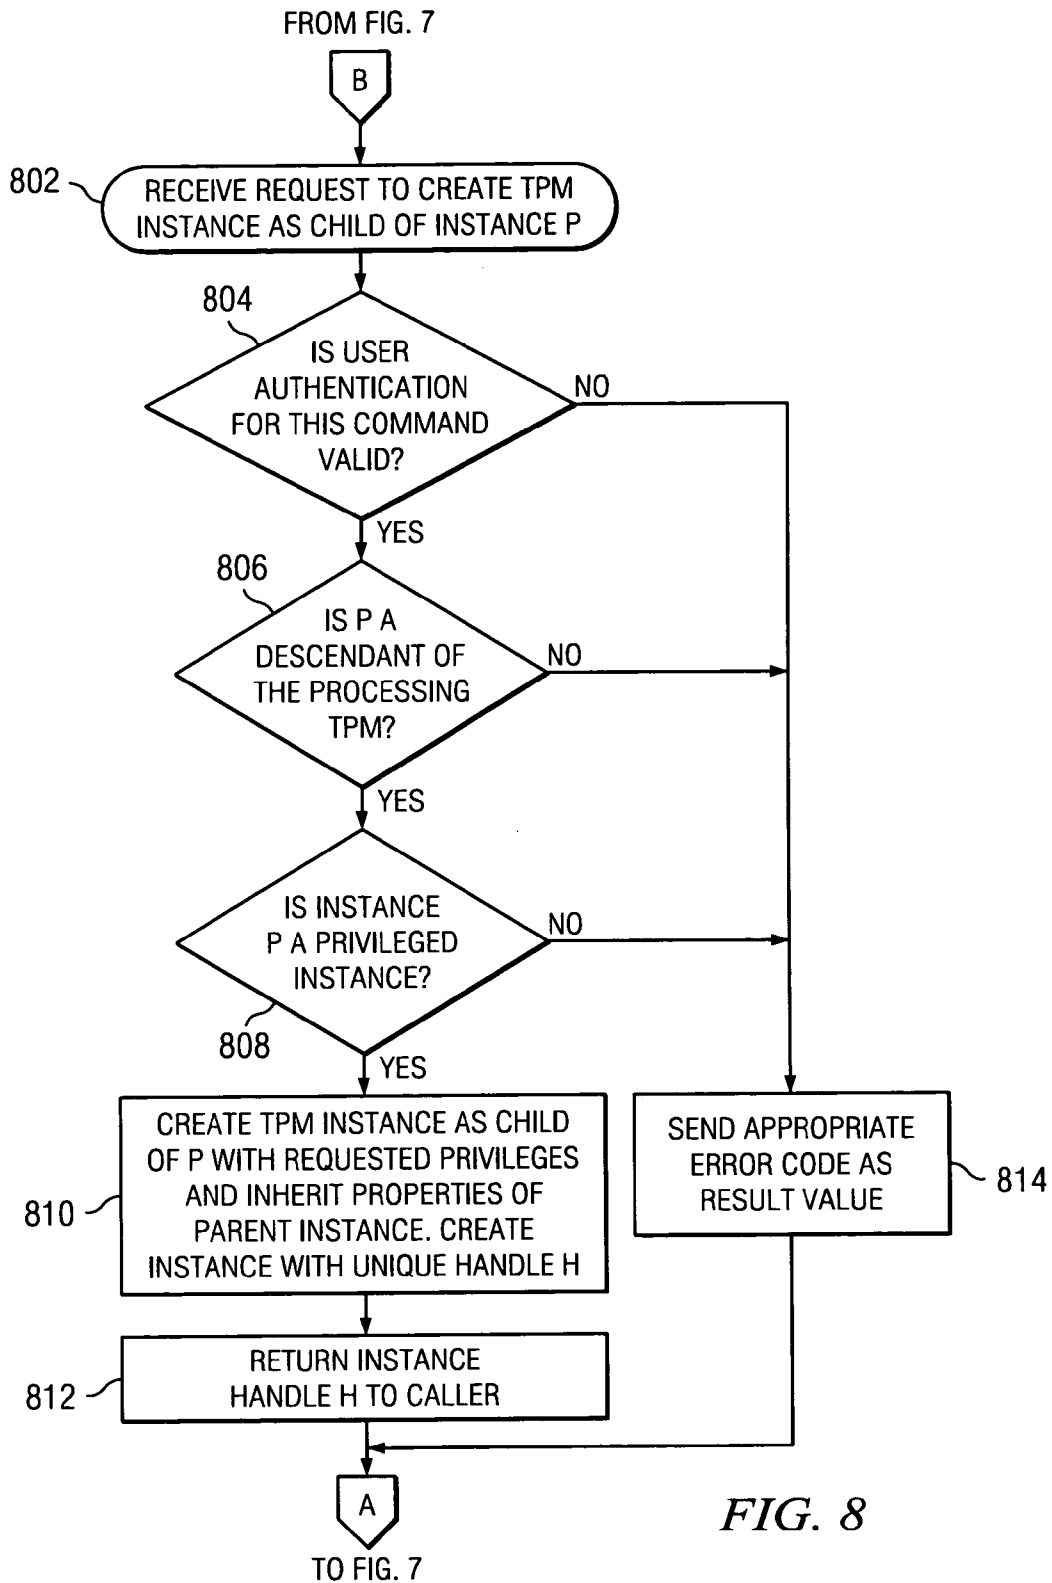 FROM FIG. 7
B
802
RECEIVE REQUEST TO CREATE TPM
INSTANCE AS CHILD OF INSTANCE P
804
IS USER
AUTHENTICATION
FOR THIS COMMAND
VALID?
NO
YES
806
IS P A
DESCENDANT OF
THE PROCESSING
TPM?
NO
YES
IS INSTANCE
P A PRIVILEGED
INSTANCE?
NO
808
YES
CREATE TPM INSTANCE AS CHILD
OF P WITH REQUESTED PRIVILEGES
AND INHERIT PROPERTIES OF
PARENT INSTANCE. CREATE
INSTANCE WITH UNIQUE HANDLE H
810
SEND APPROPRIATE
ERROR CODE AS
RESULT VALUE
814
RETURN INSTANCE
HANDLE H TO CALLER
812
A
TO FIG. 7
FIG. 8